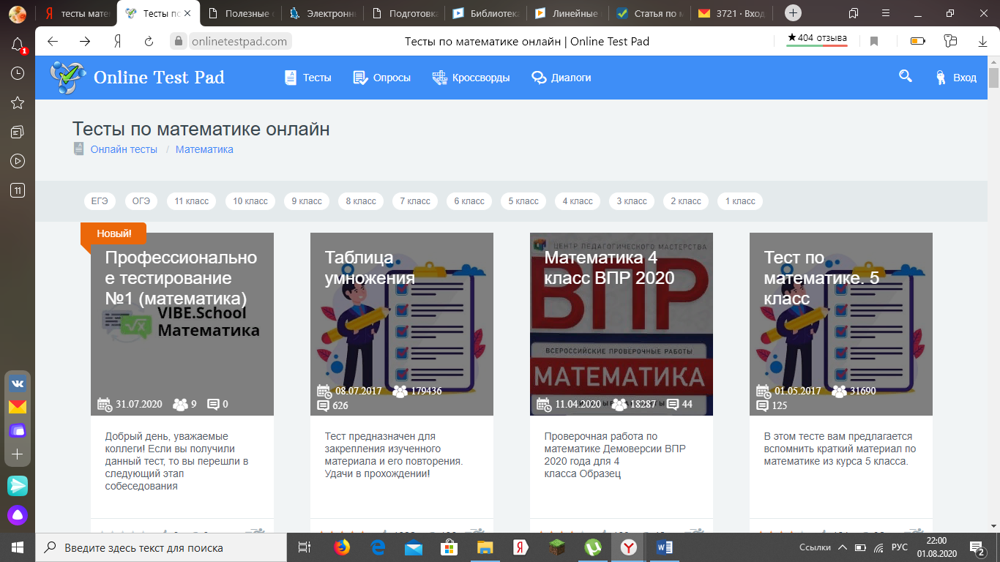 тесты мате
Тесты по
Полезные с
Электронн
Подготовка
Библиотека
Линейные
Статья по м
3721 · Вход
onlinetestpad.com
Тесты по математике онлайн | Online Test Pad
★404 отзыва
1
11
Online Test Pad
Тесты
Опросы
Кроссворды
Диалоги
Вход
Тесты по математике онлайн
Онлайн тесты / Математика
ЕГЭ
ОГЭ
11 класс
10 класс
9 класс
8 класс
7 класс
6 класс
5 класс
4 класс
3 класс
2 класс
1 класс
Новый!
Профессионально
е тестирование
№1 (математика)
VIBE.School
Математика
31.07.2020 9 0
Добрый день, уважаемые
коллеги! Если вы получили
данный тест, то вы перешли в
следующий этап
собеседования
Таблица
умножения
08.07.2017 179436
626
Тест предназначен для
закрепления изученного
материала и его повторения.
Удачи в прохождении!
ЦЕНТР ПЕДАГОГИЧЕСКОГО МАСТЕРСТВА
Математика 4
класс ВПР 2020
ВПР
ВСЕРОССИЙСКИЕ ПРОВЕРОЧНЫЕ РАБОТЫ
МАТЕМАТИКА
11.04.2020 18287 44
Проверочная работа по
математике Демоверсии ВПР
2020 года для 4
класса Образец
Тест по
математике. 5
класс
01.05.2017 31690
125
В этом тесте вам предлагается
вспомнить краткий материал по
математике из курса 5 класса.
Введите здесь текст для поиска
Ссылки
РУС
22:00
01.08.2020
2